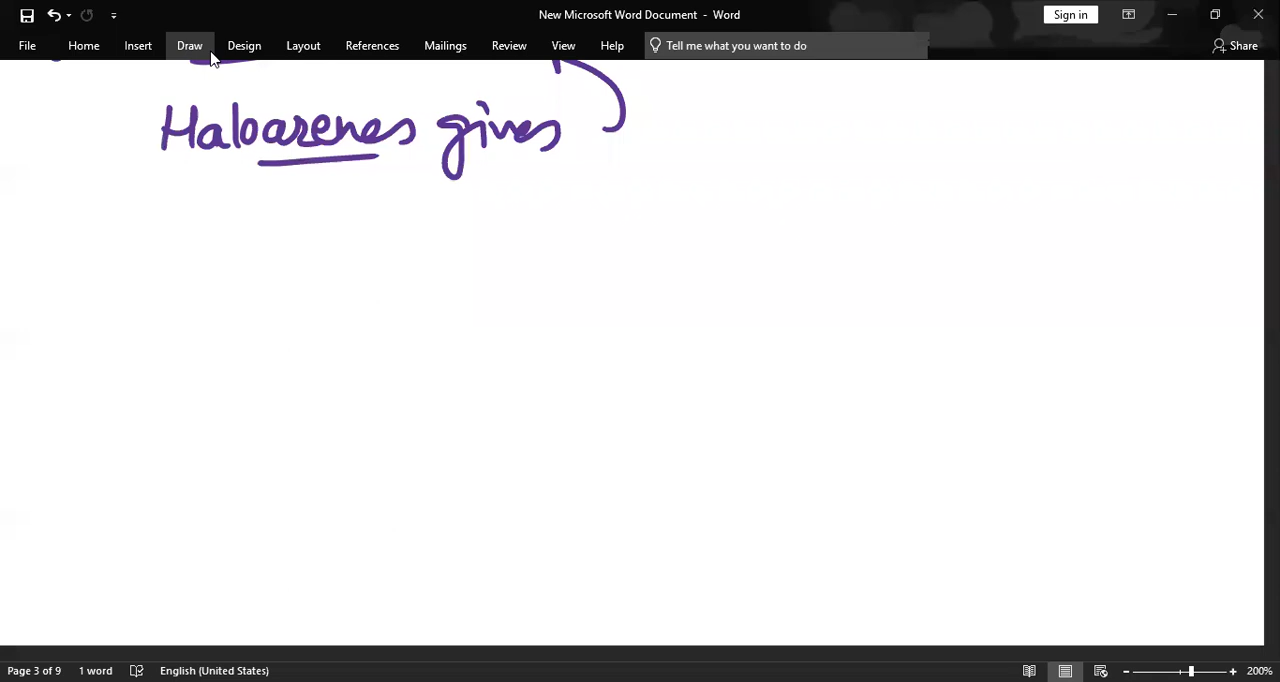 New Microsoft Word Document - Word
Sign in
File Home Insert Draw Design Layout References Mailings Review View Help Tell me what you want to do Share
Haloarenes gives
Page 3 of 9 1 word English (United States) 200%